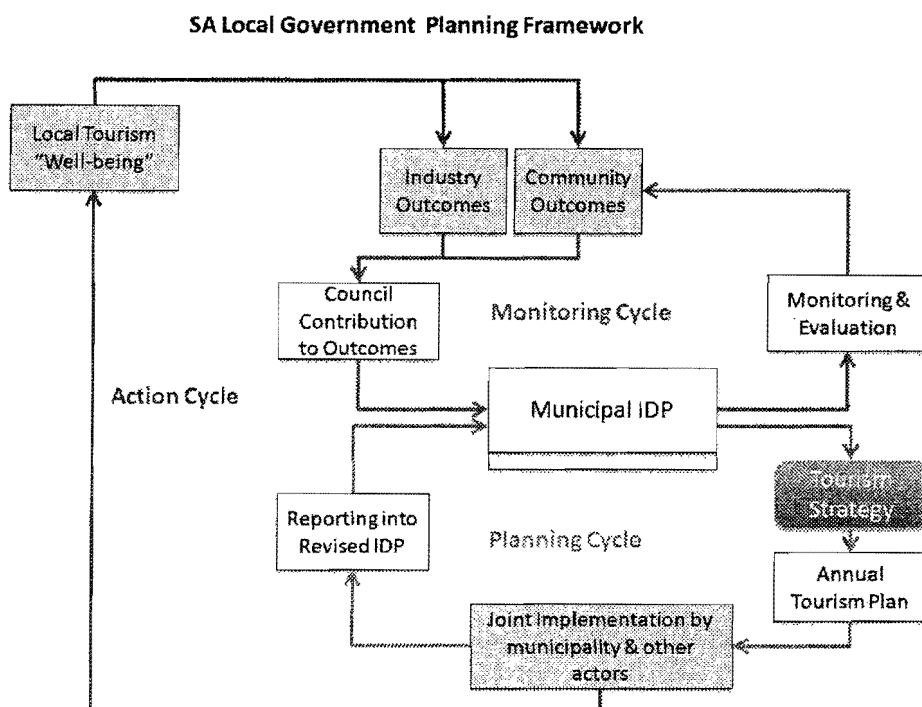 SA Local Government Planning Framework
Local Tourism
"Well-being"
Industry
Outcomes
Community
Outcomes
Council
Contribution
to Outcomes
Monitoring Cycle
Monitoring &
Evaluation
Action Cycle
Municipal IDP
Tourism
Strategy
Reporting into
Revised IDP
Planning Cycle
Annual
Tourism Plan
Joint Implementation by
municipality & other
actors